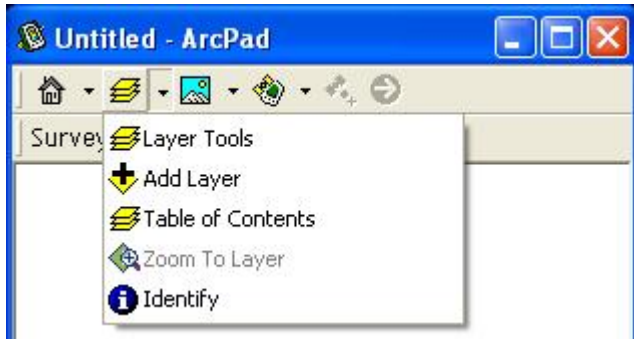 Untitled - ArcPad
Survey
Layer Tools
Add Layer
Table of Contents
Zoom To Layer
Identify